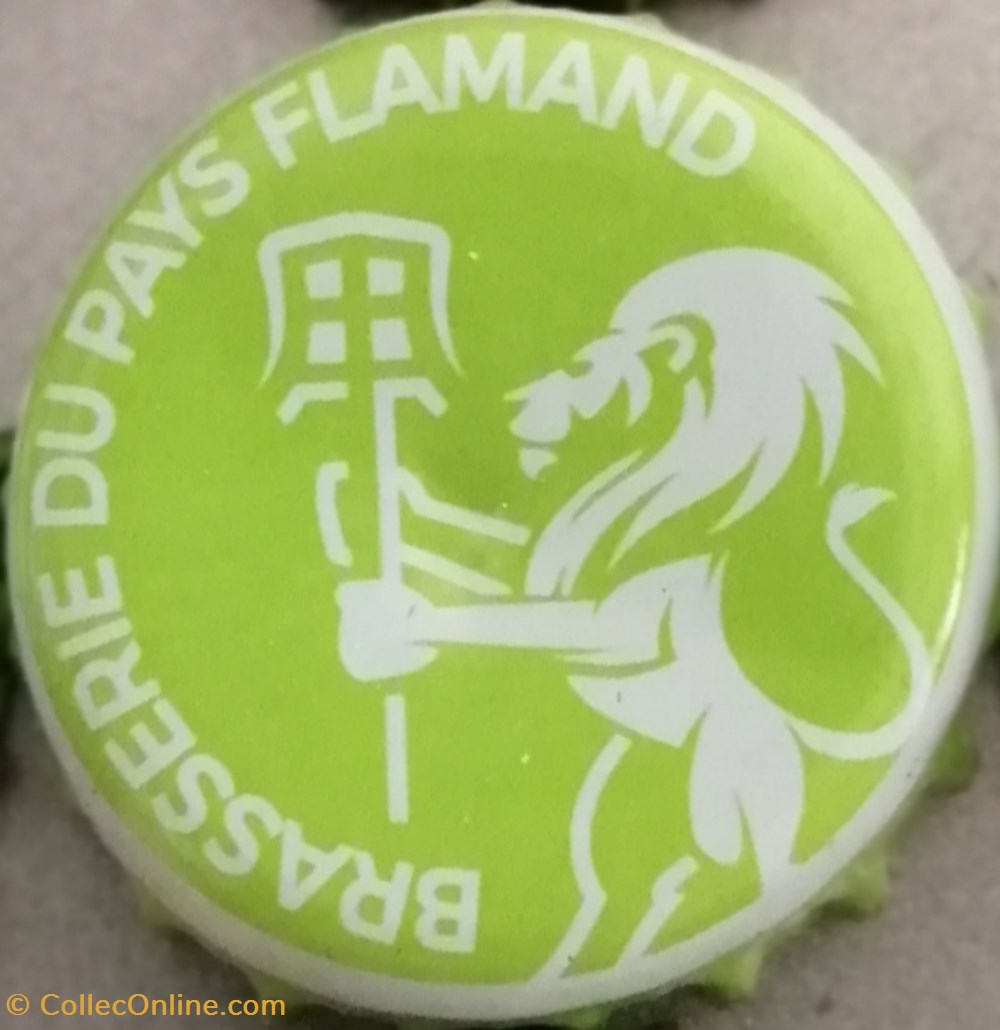 BRASSERIE DU PAYS FLAMAND
© CollecOnline.com